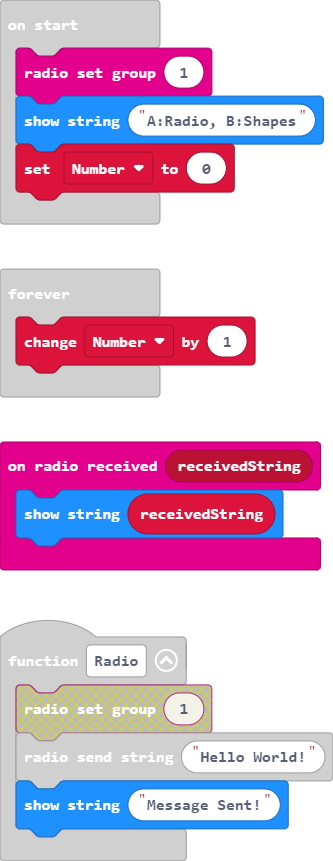 on start
radio set group 1
show string "A:Radio, B:Shapes"
set Number to 0
forever
change Number by 1
on radio received receivedString
show string receivedString
function Radio
radio set group 1
radio send string "Hello World!"
show string "Message Sent!"